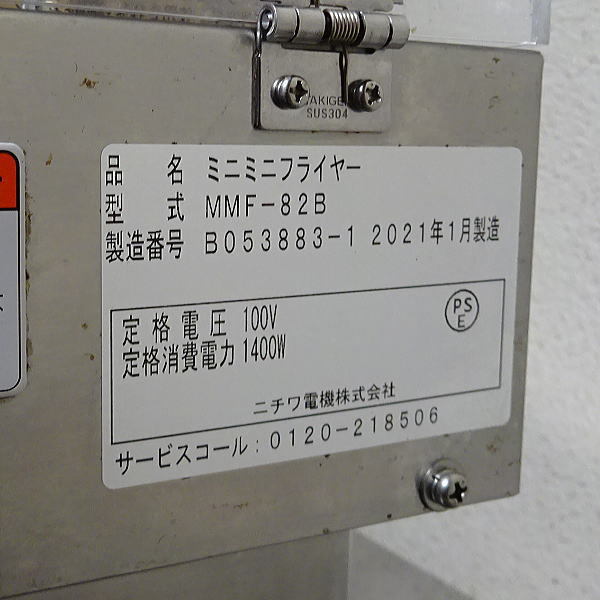 TAKIGEN
SUS304
品 名 ミニミニフライヤー
型 式 MMF-82B
製造番号 B053883-1 2021年1月製造
定格電圧 100V
定格消費電力 1400W
PS
E
ニチワ電機株式会社
サービスコール：0120-218506